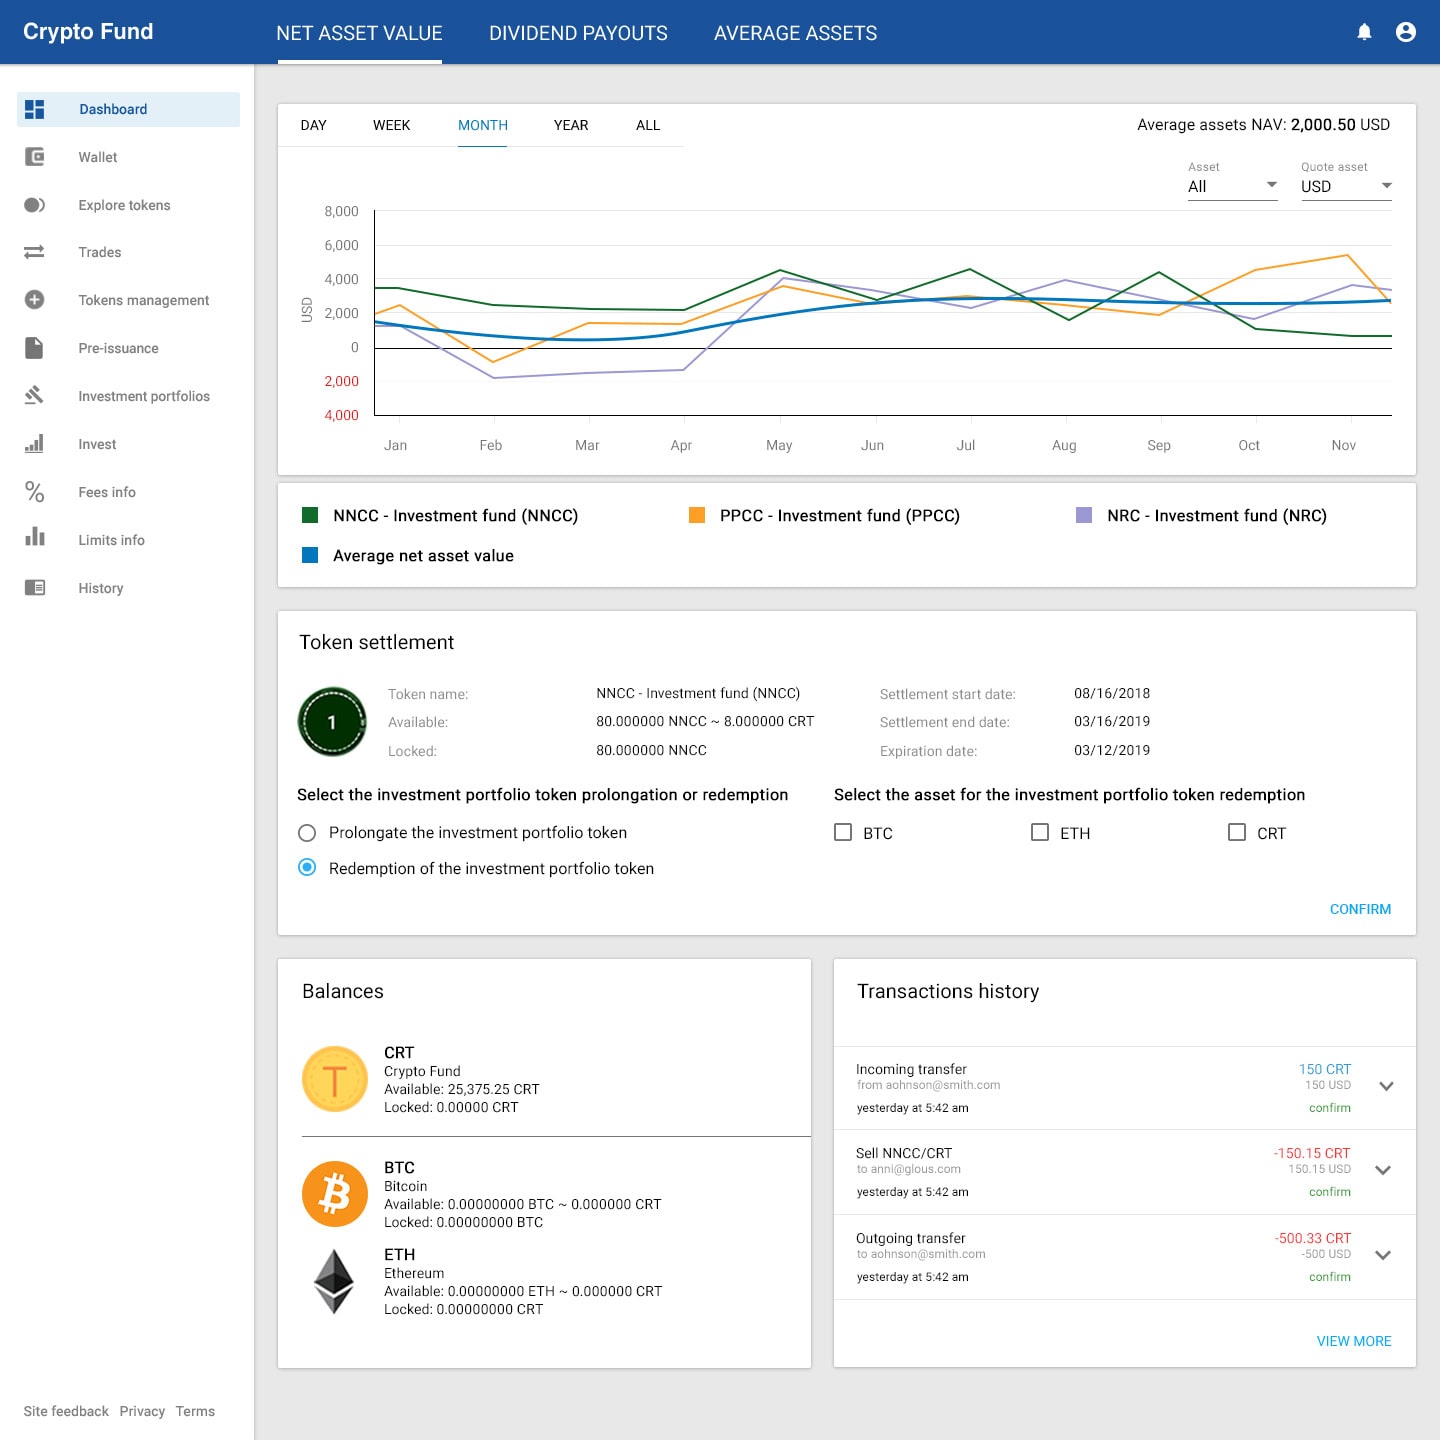 Crypto Fund
NET ASSET VALUE
DIVIDEND PAYOUTS
AVERAGE ASSETS
Dashboard
Wallet
Explore tokens
Trades
Tokens management
Pre-issuance
Investment portfolios
Invest
Fees info
Limits info
History
Site feedback Privacy Terms
DAY WEEK MONTH YEAR ALL
Average assets NAV: 2,000.50 USD
Asset
All
Quote asset
USD
USD
8,000
6,000
4,000
2,000
0
2,000
4,000
Jan Feb Mar Apr May Jun Jul Aug Sep Oct Nov
NNCC - Investment fund (NNCC)
PPCC - Investment fund (PPCC)
NRC - Investment fund (NRC)
Average net asset value
Token settlement
1
Token name: NNCC - Investment fund (NNCC)
Available: 80.000000 NNCC ~ 8.000000 CRT
Locked: 80.000000 NNCC
Settlement start date: 08/16/2018
Settlement end date: 03/16/2019
Expiration date: 03/12/2019
Select the investment portfolio token prolongation or redemption
Prolongate the investment portfolio token
Redemption of the investment portfolio token
Select the asset for the investment portfolio token redemption
BTC ETH CRT
CONFIRM
Balances
T
CRT
Crypto Fund
Available: 25,375.25 CRT
Locked: 0.00000 CRT
BTC
Bitcoin
Available: 0.00000000 BTC ~ 0.000000 CRT
Locked: 0.00000000 BTC
ETH
Ethereum
Available: 0.00000000 ETH ~ 0.000000 CRT
Locked: 0.00000000 CRT
Transactions history
Incoming transfer 150 CRT
from aohnson@smith.com 150 USD
yesterday at 5:42 am confirm
Sell NNCC/CRT -150.15 CRT
to anni@glous.com 150.15 USD
yesterday at 5:42 am confirm
Outgoing transfer -500.33 CRT
to aohnson@smith.com -500 USD
yesterday at 5:42 am confirm
VIEW MORE